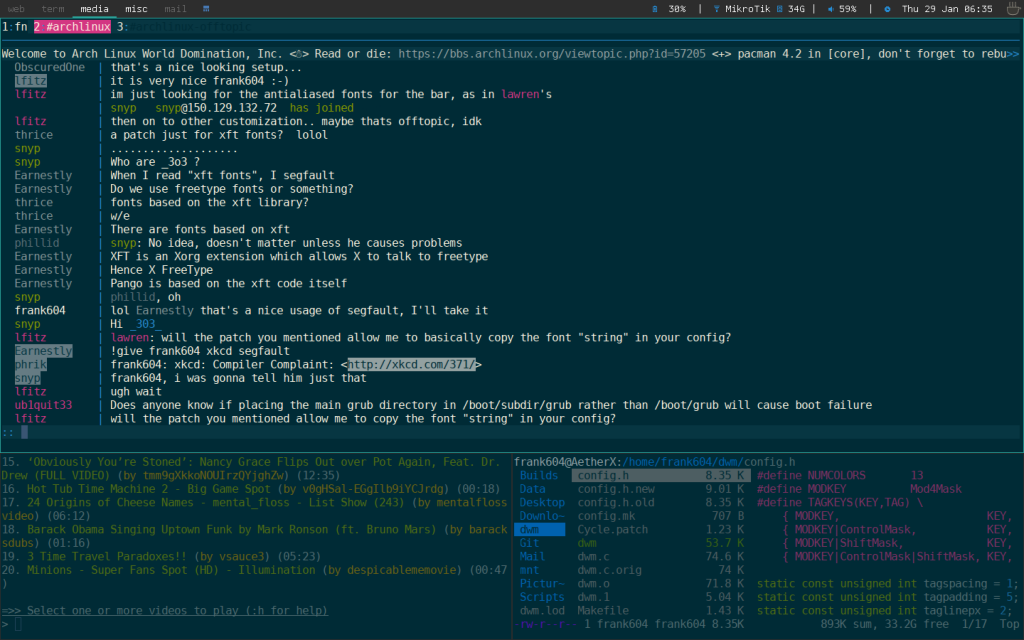 web term media misc mail 30% | MikroTik 34G | 59% | Thu 29 Jan 06:35
1:fn 2 #archlinux 3:#archlinux-offtopic
Welcome to Arch Linux World Domination, Inc. <> Read or die: https://bbs.archlinux.org/viewtopic.php?id=57205 <+> pacman 4.2 in [core], don't forget to rebu>>
ObscuredOne | that's a nice looking setup...
lfitz | it is very nice frank604 :-)
lfitz | im just looking for the antialiased fonts for the bar, as in lawren's
| snyp snyp@150.129.132.72 has joined
lfitz | then on to other customization.. maybe thats offtopic, idk
thrice | a patch just for xft fonts? lolol
snyp | ....................
snyp | Who are _3o3 ?
Earnestly | When I read "xft fonts", I segfault
Earnestly | Do we use freetype fonts or something?
thrice | fonts based on the xft library?
thrice | w/e
Earnestly | There are fonts based on xft
phillid | snyp: No idea, doesn't matter unless he causes problems
Earnestly | XFT is an Xorg extension which allows X to talk to freetype
Earnestly | Hence X FreeType
Earnestly | Pango is based on the xft code itself
snyp | phillid, oh
frank604 | lol Earnestly that's a nice usage of segfault, I'll take it
snyp | Hi _303_
lfitz | lawren: will the patch you mentioned allow me to basically copy the font "string" in your config?
Earnestly | !give frank604 xkcd segfault
phrik | frank604: xkcd: Compiler Complaint: <http://xkcd.com/371/>
snyp | frank604, i was gonna tell him just that
lfitz | ugh wait
ub1quit33 | Does anyone know if placing the main grub directory in /boot/subdir/grub rather than /boot/grub will cause boot failure
lfitz | will the patch you mentioned allow me to copy the font "string" in your config?
::
15. ‘Obviously You’re Stoned’: Nancy Grace Flips Out over Pot Again, Feat. Dr.
Drew (FULL VIDEO) (by tmm9gXkkoNOUIrzQYjghZw) (12:35)
16. Hot Tub Time Machine 2 - Big Game Spot (by v0gHSal-EGgIlb9iYCJrdg) (00:18)
17. 24 Origins of Cheese Names - mental_floss - List Show (243) (by mentalfloss
video) (06:12)
18. Barack Obama Singing Uptown Funk by Mark Ronson (ft. Bruno Mars) (by barack
sdubs) (01:16)
19. 3 Time Travel Paradoxes!! (by vsauce3) (05:23)
20. Minions - Super Fans Spot (HD) - Illumination (by despicablememovie) (00:47
)
=>> Select one or more videos to play (:h for help)
>
frank604@AetherX:/home/frank604/dwm/config.h
Builds config.h 8.35 K #define NUMCOLORS 13
Data config.h.new 9.01 K #define MODKEY Mod4Mask
Desktop config.h.old 8.35 K #define TAGKEYS(KEY,TAG) \
Downlo~ config.mk 707 B { MODKEY, KEY,
dwm Cycle.patch 1.23 K { MODKEY|ControlMask, KEY,
Git dwm 53.7 K { MODKEY|ShiftMask, KEY,
Mail dwm.c 74.6 K { MODKEY|ControlMask|ShiftMask, KEY,
mnt dwm.c.orig 74 K
Pictur~ dwm.o 71.8 K static const unsigned int tagspacing = 1;
Scripts dwm.1 5.04 K static const unsigned int tagpadding = 5;
dwm.lod Makefile 1.43 K static const unsigned int taglinepx = 2;
-rw-r--r-- 1 frank604 frank604 8.35K 893K sum, 33.2G free 1/17 Top